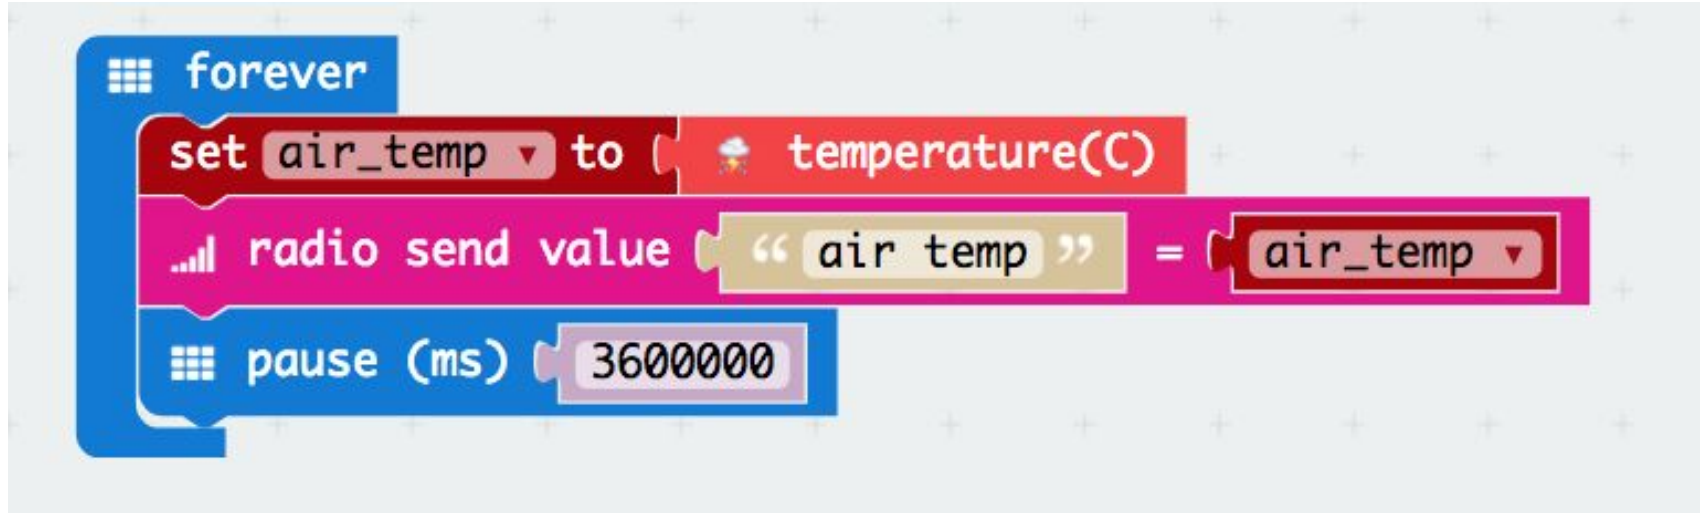 forever
set air_temp to temperature(C)
radio send value “ air temp ” = air_temp
pause (ms) 3600000